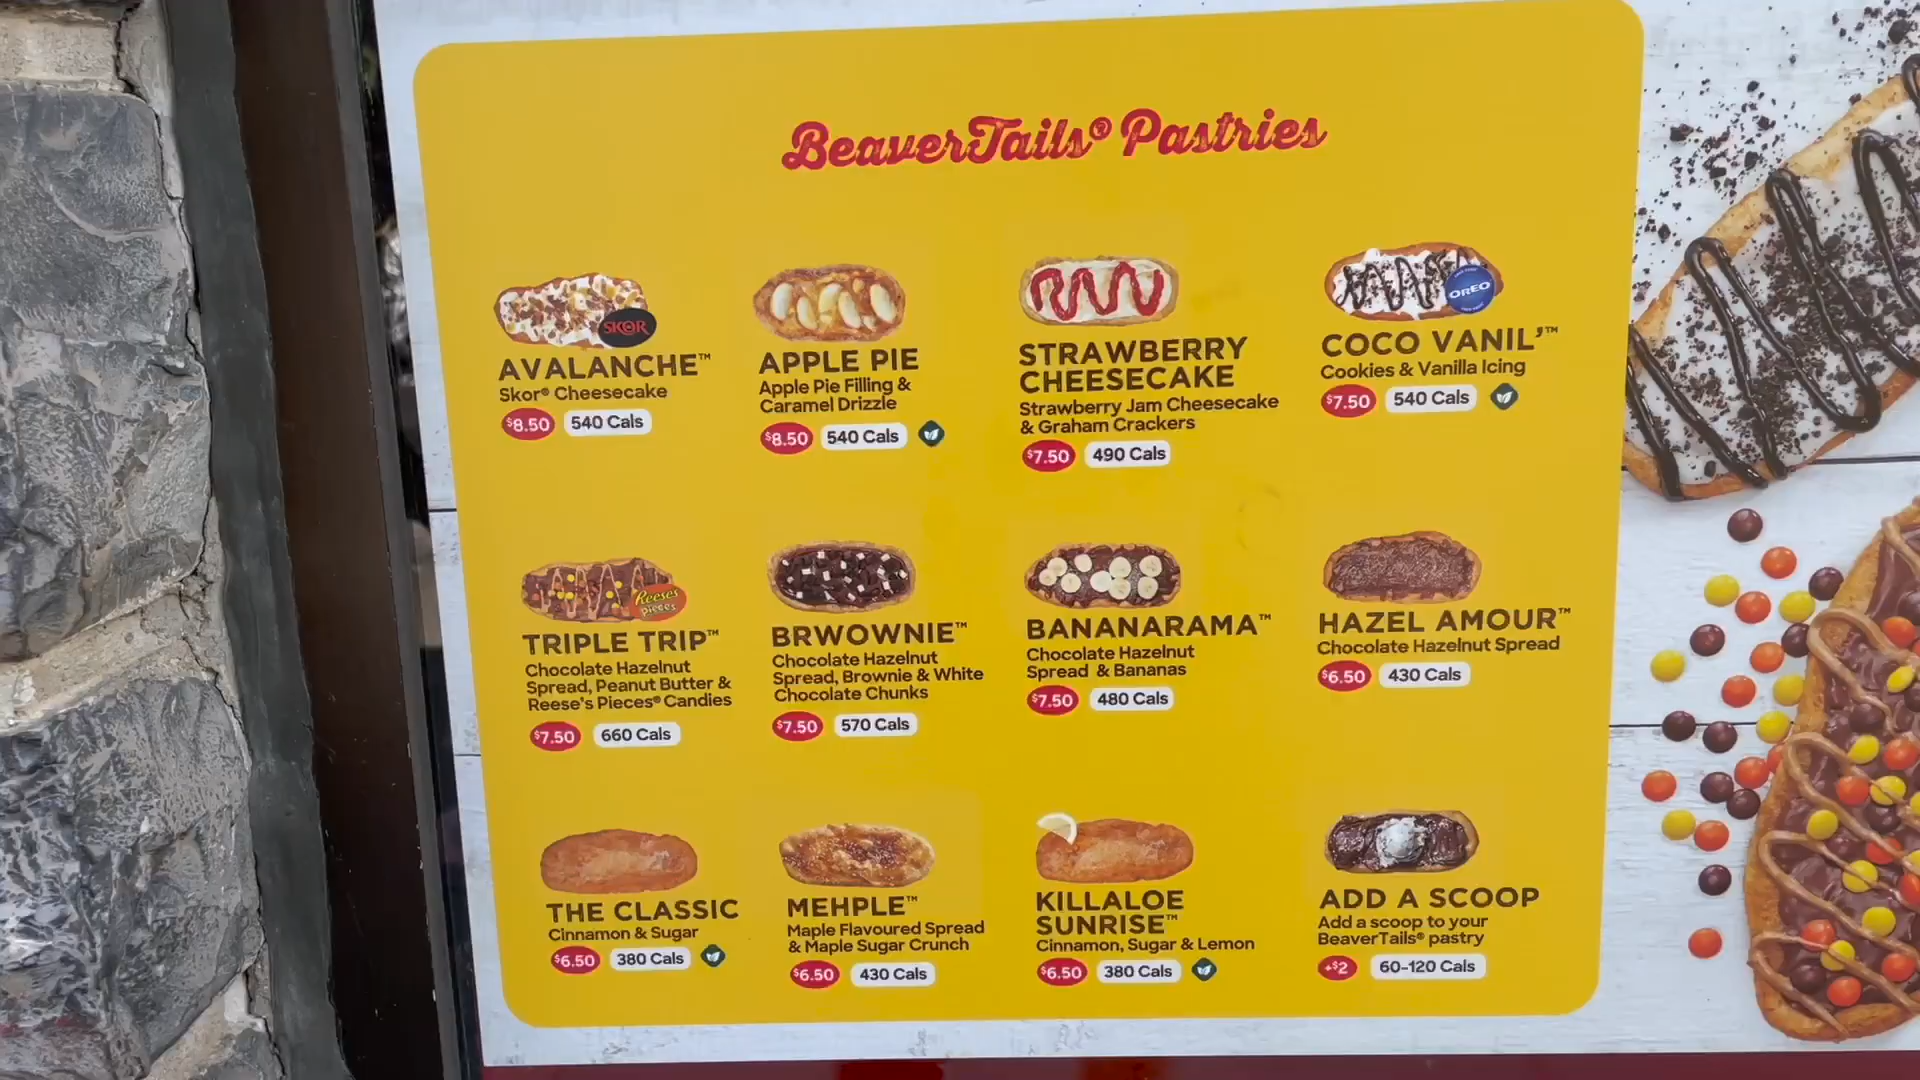 BeaverTails® Pastries
SKOR
AVALANCHE™
Skor® Cheesecake
$8.50 540 Cals
APPLE PIE
Apple Pie Filling &
Caramel Drizzle
$8.50 540 Cals
STRAWBERRY
CHEESECAKE
Strawberry Jam Cheesecake
& Graham Crackers
$7.50 490 Cals
OREO
COCO VANIL'™
Cookies & Vanilla Icing
$7.50 540 Cals
Reese's
pieces
TRIPLE TRIP™
Chocolate Hazelnut
Spread, Peanut Butter &
Reese's Pieces® Candies
$7.50 660 Cals
BRWOWNIE™
Chocolate Hazelnut
Spread, Brownie & White
Chocolate Chunks
$7.50 570 Cals
BANANARAMA™
Chocolate Hazelnut
Spread & Bananas
$7.50 480 Cals
HAZEL AMOUR™
Chocolate Hazelnut Spread
$6.50 430 Cals
THE CLASSIC
Cinnamon & Sugar
$6.50 380 Cals
MEHPLE™
Maple Flavoured Spread
& Maple Sugar Crunch
$6.50 430 Cals
KILLALOE
SUNRISE™
Cinnamon, Sugar & Lemon
$6.50 380 Cals
ADD A SCOOP
Add a scoop to your
BeaverTails® pastry
+$2 60-120 Cals